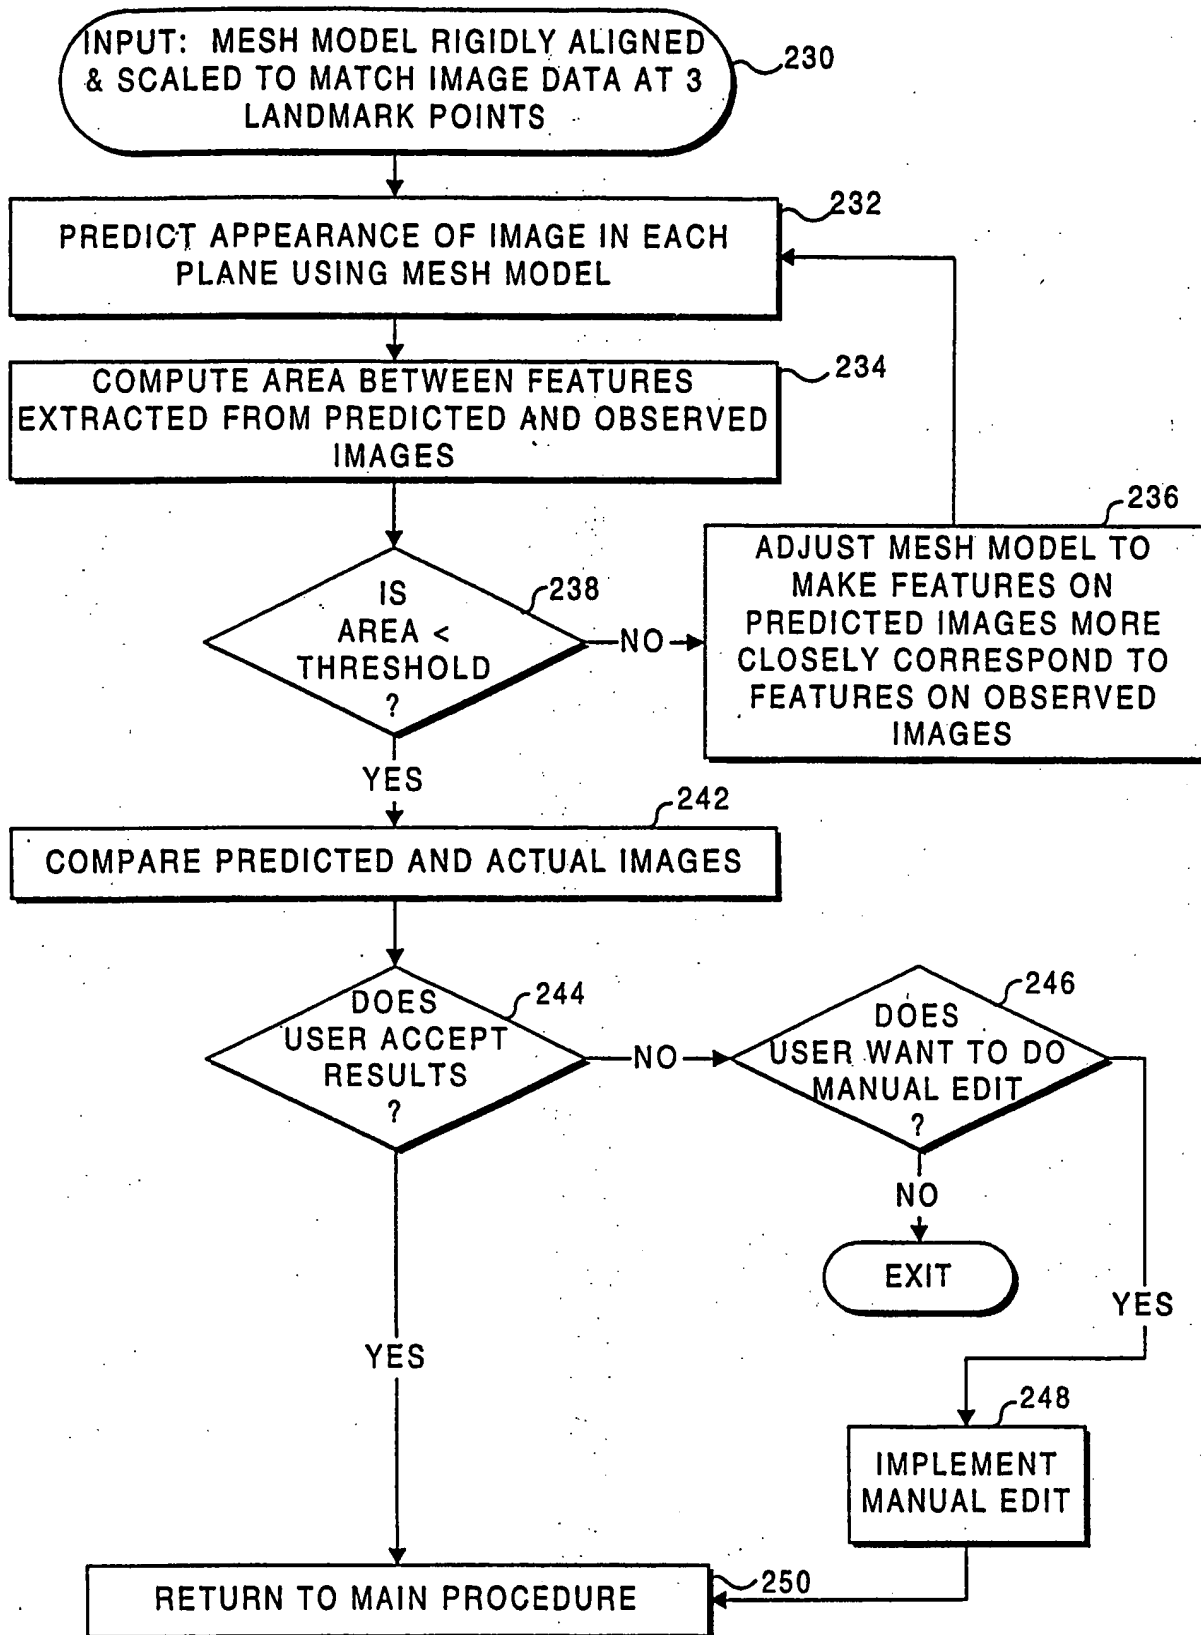 INPUT: MESH MODEL RIGIDLY ALIGNED
& SCALED TO MATCH IMAGE DATA AT 3
LANDMARK POINTS
230
232
PREDICT APPEARANCE OF IMAGE IN EACH
PLANE USING MESH MODEL
234
COMPUTE AREA BETWEEN FEATURES
EXTRACTED FROM PREDICTED AND OBSERVED
IMAGES
236
ADJUST MESH MODEL TO
MAKE FEATURES ON
PREDICTED IMAGES MORE
CLOSELY CORRESPOND TO
FEATURES ON OBSERVED
IMAGES
238
IS
AREA <
THRESHOLD
?
NO
YES
242
COMPARE PREDICTED AND ACTUAL IMAGES
244
DOES
USER ACCEPT
RESULTS
?
NO
246
DOES
USER WANT TO DO
MANUAL EDIT
?
NO
EXIT
YES
YES
248
IMPLEMENT
MANUAL EDIT
250
RETURN TO MAIN PROCEDURE